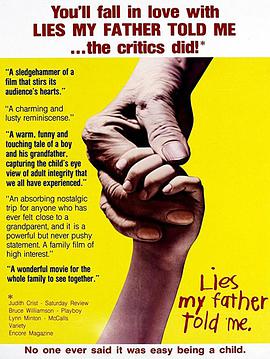 You'll fall in love with
LIES MY FATHER TOLD ME
...the critics did!*
"A sledgehammer of a
film that stirs its
audience's hearts."
"A charming and
lusty reminiscense."
"A warm, funny and
touching tale of a boy
and his grandfather,
capturing the child's eye
view of adult integrity that
we all have experienced."
"An absorbing nostalgic
trip for anyone who has
ever felt close to a
grandparent, and it is a
powerful but never pushy
statement. A family film of
high interest."
"A wonderful movie for the
whole family to see together."
*
Judith Crist - Saturday Review
Bruce Williamson - Playboy
Lynn Minton - McCalls
Variety
Encore Magazine
Lies
my father
told me.
No one ever said it was easy being a child.